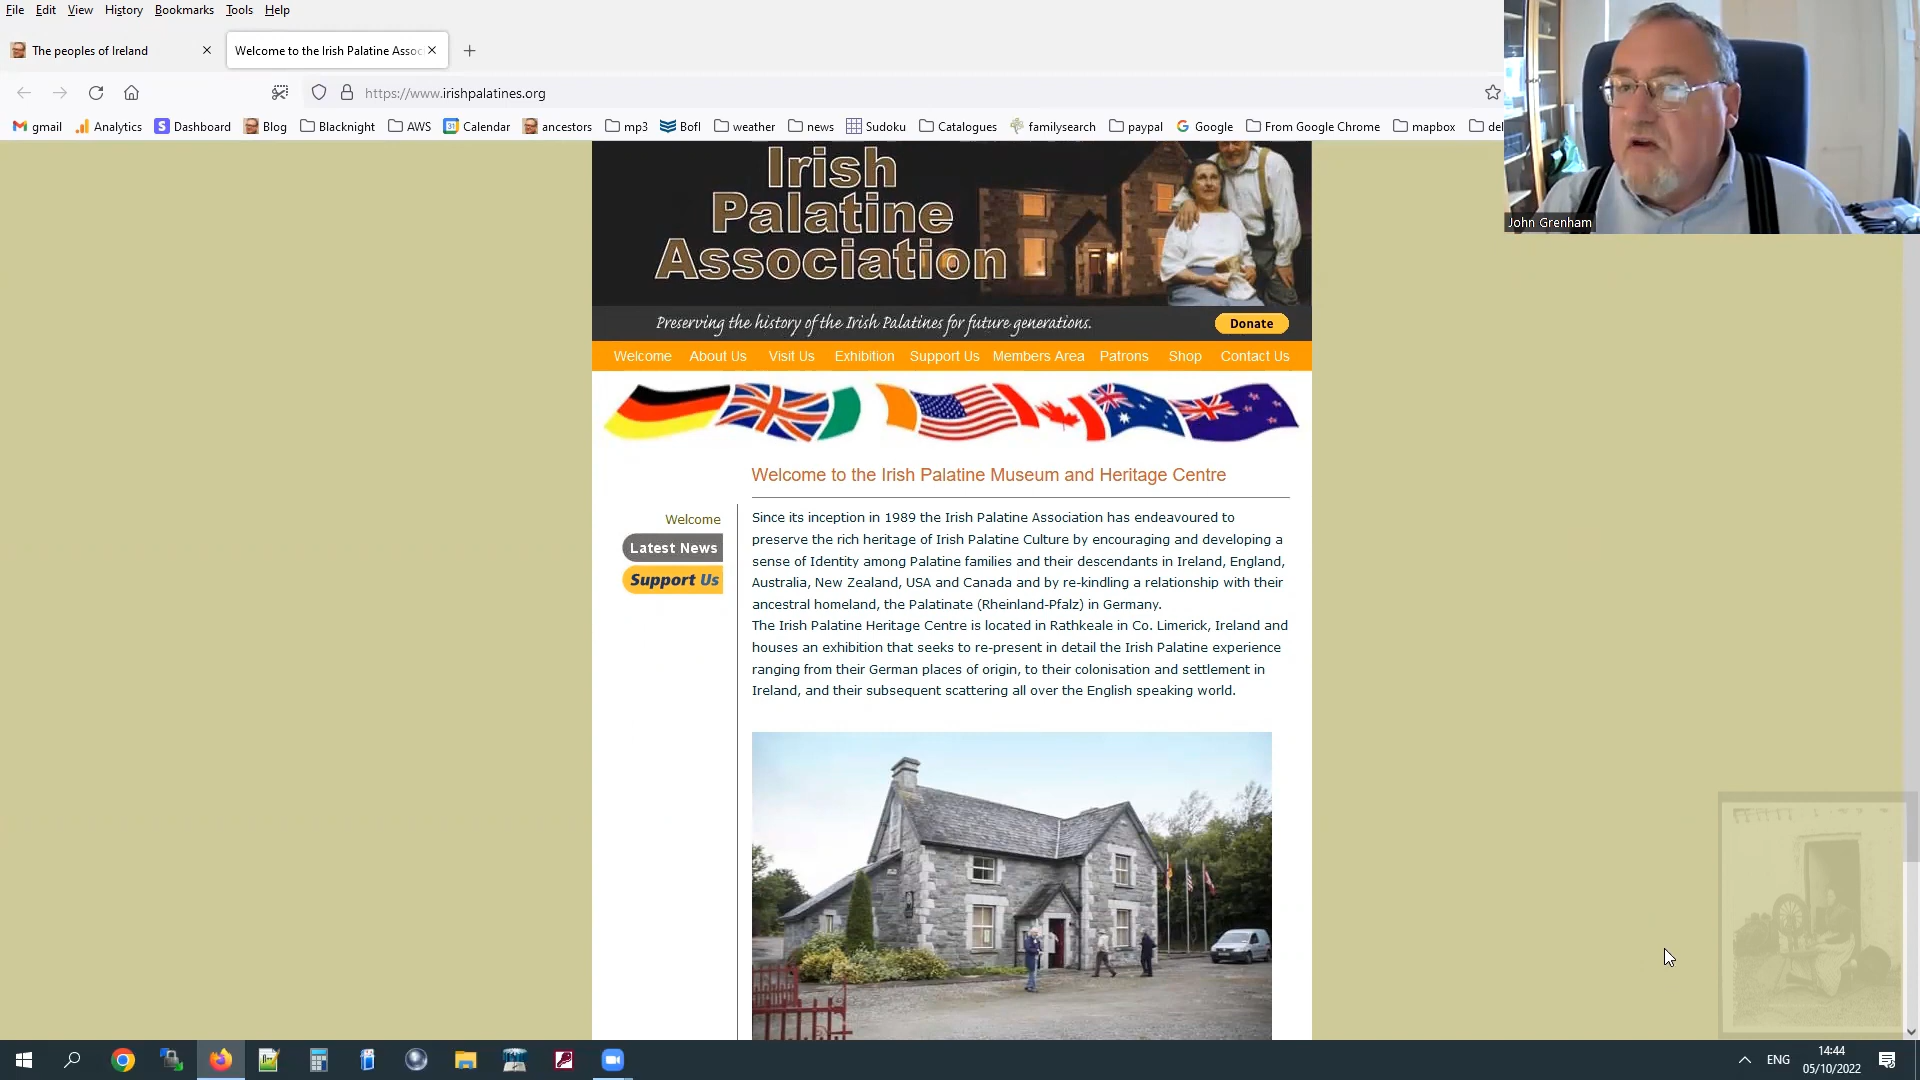 File Edit View History Bookmarks Tools Help
The peoples of Ireland
Welcome to the Irish Palatine Assoc
https://www.irishpalatines.org
gmail Analytics Dashboard Blog Blacknight AWS Calendar ancestors mp3 BofI weather news Sudoku Catalogues familysearch paypal Google From Google Chrome mapbox del
John Grenham
Irish
Palatine
Association
Preserving the history of the Irish Palatines for future generations.
Donate
Welcome About Us Visit Us Exhibition Support Us Members Area Patrons Shop Contact Us
Welcome to the Irish Palatine Museum and Heritage Centre
Welcome
Latest News
Support Us
Since its inception in 1989 the Irish Palatine Association has endeavoured to
preserve the rich heritage of Irish Palatine Culture by encouraging and developing a
sense of Identity among Palatine families and their descendants in Ireland, England,
Australia, New Zealand, USA and Canada and by re-kindling a relationship with their
ancestral homeland, the Palatinate (Rheinland-Pfalz) in Germany.
The Irish Palatine Heritage Centre is located in Rathkeale in Co. Limerick, Ireland and
houses an exhibition that seeks to re-present in detail the Irish Palatine experience
ranging from their German places of origin, to their colonisation and settlement in
Ireland, and their subsequent scattering all over the English speaking world.
ENG
14:44
05/10/2022